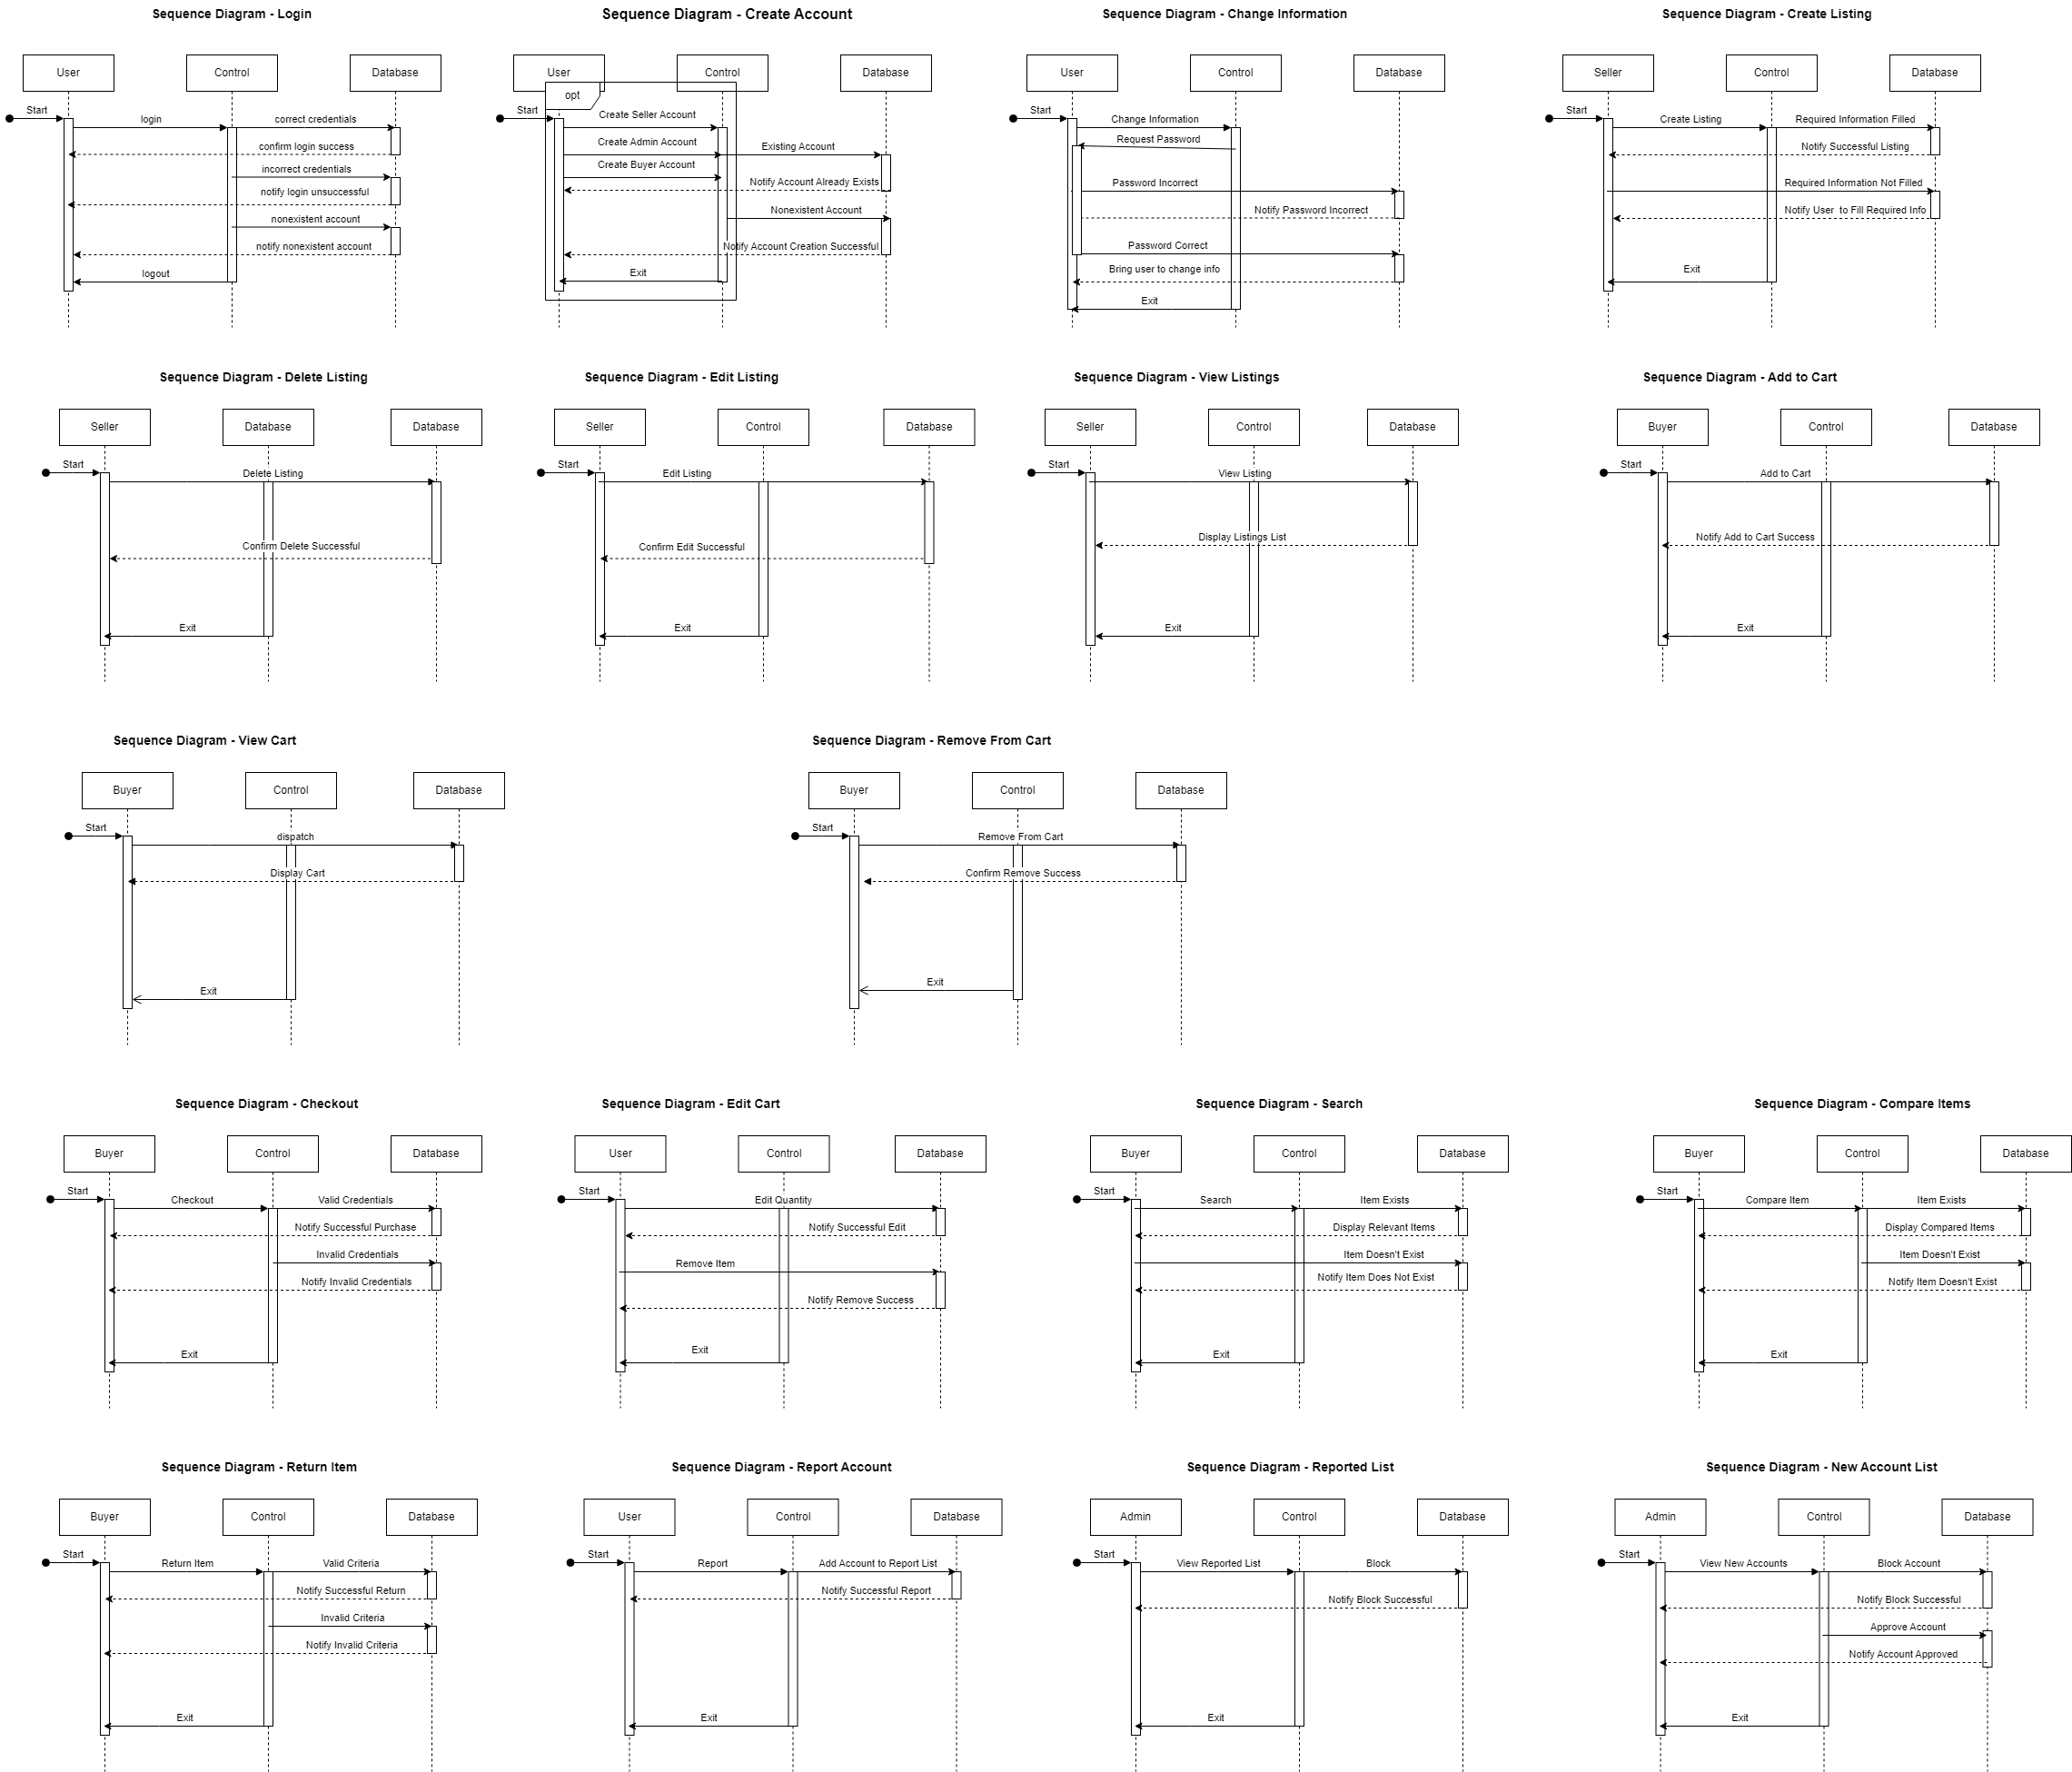 Sequence Diagram - Login
User
Control
Database
Start
login
correct credentials
confirm login success
incorrect credentials
notify login unsuccessful
nonexistent account
notify nonexistent account
logout
Sequence Diagram - Create Account
User
Control
Database
opt
Start
Create Seller Account
Create Admin Account
Existing Account
Create Buyer Account
Notify Account Already Exists
Nonexistent Account
Notify Account Creation Successful
Exit
Sequence Diagram - Change Information
User
Control
Database
Start
Change Information
Request Password
Password Incorrect
Notify Password Incorrect
Password Correct
Bring user to change info
Exit
Sequence Diagram - Create Listing
Seller
Control
Database
Start
Create Listing
Required Information Filled
Notify Successful Listing
Required Information Not Filled
Notify User to Fill Required Info
Exit
Sequence Diagram - Delete Listing
Seller
Database
Database
Start
Delete Listing
Confirm Delete Successful
Exit
Sequence Diagram - Edit Listing
Seller
Control
Database
Start
Edit Listing
Confirm Edit Successful
Exit
Sequence Diagram - View Listings
Seller
Control
Database
Start
View Listing
Display Listings List
Exit
Sequence Diagram - Add to Cart
Buyer
Control
Database
Start
Add to Cart
Notify Add to Cart Success
Exit
Sequence Diagram - View Cart
Buyer
Control
Database
Start
dispatch
Display Cart
Exit
Sequence Diagram - Remove From Cart
Buyer
Control
Database
Start
Remove From Cart
Confirm Remove Success
Exit
Sequence Diagram - Checkout
Buyer
Control
Database
Start
Checkout
Valid Credentials
Notify Successful Purchase
Invalid Credentials
Notify Invalid Credentials
Exit
Sequence Diagram - Edit Cart
User
Control
Database
Start
Edit Quantity
Notify Successful Edit
Remove Item
Notify Remove Success
Exit
Sequence Diagram - Search
Buyer
Control
Database
Start
Search
Item Exists
Display Relevant Items
Item Doesn't Exist
Notify Item Does Not Exist
Exit
Sequence Diagram - Compare Items
Buyer
Control
Database
Start
Compare Item
Item Exists
Display Compared Items
Item Doesn't Exist
Notify Item Doesn't Exist
Exit
Sequence Diagram - Return Item
Buyer
Control
Database
Start
Return Item
Valid Criteria
Notify Successful Return
Invalid Criteria
Notify Invalid Criteria
Exit
Sequence Diagram - Report Account
User
Control
Database
Start
Report
Add Account to Report List
Notify Successful Report
Exit
Sequence Diagram - Reported List
Admin
Control
Database
Start
View Reported List
Block
Notify Block Successful
Exit
Sequence Diagram - New Account List
Admin
Control
Database
Start
View New Accounts
Block Account
Notify Block Successful
Approve Account
Notify Account Approved
Exit